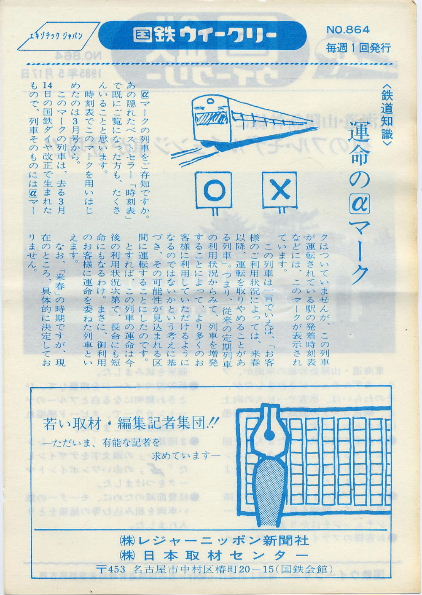 エキゾチック ジャパン
国鉄 ウィークリー
NO.864
毎週1回発行
〈鉄道知識〉
運命のαマーク
αマークの列車をご存知ですか。
あの隠れたベストセラー「時刻表」
で既にご覧になった方も、たくさ
んいることと思います。
時刻表でこのマークを用いはじ
めたのは3月号から。
このマークの列車は、去る3月
14日の国鉄ダイヤ改正で生まれた
もので、列車そのものにはαマー
クはついていませんが、この列車
が運転されている駅の発着時刻表
などには、このマークが表示され
ています。
この列車は一言でいえば、「お客
様のご利用状況によっては、来春
以降、運転を取りやめることがあ
る列車」つまり、従来の定期列車
の利用状況からみて、列車を増発
することによって、より多くのお
客様に利用していただけるように
なるのではないかという考えに基
づき、その可能性が見込まれる区
間に運転することにしたのです。
とすれば、この列車の運命は今
後の利用状況次第で、長命にも短
命にもなるわけ。まさに、御利用
のお客様に運命を委ねた列車とい
えます。
なお、「来春」の時期ですが、現
在のところ、具体的に決定してお
りません。
○
×
若い取材・編集記者集団!!
―ただいま、有能な記者を
求めています―
㈱レジャーニッポン新聞社
㈱日本取材センター
〒453 名古屋市中村区椿町20-15(国鉄会館)